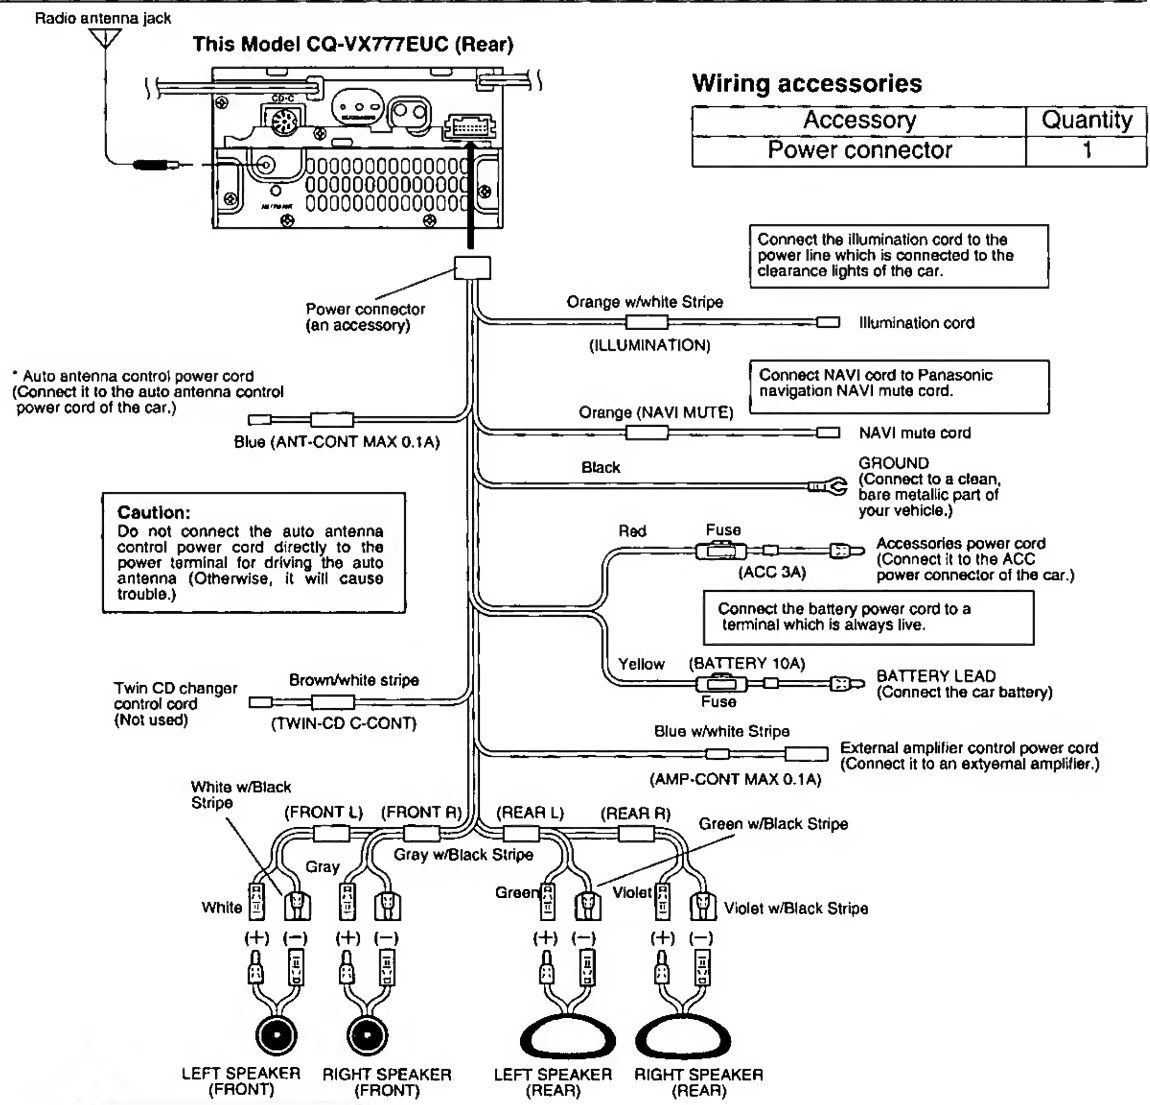 Radio antenna jack
This Model CQ-VX777EUC (Rear)
CD-C
AM / FM ANT
Wiring accessories
Accessory Quantity
Power connector 1
Connect the illumination cord to the
power line which is connected to the
clearance lights of the car.
Power connector
(an accessory)
Orange w/white Stripe
(ILLUMINATION)
Illumination cord
* Auto antenna control power cord
(Connect it to the auto antenna control
power cord of the car.)
Blue (ANT-CONT MAX 0.1A)
Connect NAVI cord to Panasonic
navigation NAVI mute cord.
Orange (NAVI MUTE)
NAVI mute cord
Black
GROUND
(Connect to a clean,
bare metallic part of
your vehicle.)
Caution:
Do not connect the auto antenna
control power cord directly to the
power terminal for driving the auto
antenna (Otherwise, it will cause
trouble.)
Red
Fuse
(ACC 3A)
Accessories power cord
(Connect it to the ACC
power connector of the car.)
Connect the battery power cord to a
terminal which is always live.
Yellow
(BATTERY 10A)
Fuse
BATTERY LEAD
(Connect the car battery)
Twin CD changer
control cord
(Not used)
Brown/white stripe
(TWIN-CD C-CONT)
Blue w/white Stripe
(AMP-CONT MAX 0.1A)
External amplifier control power cord
(Connect it to an extyemal amplifier.)
White w/Black
Stripe
(FRONT L) (FRONT R) (REAR L) (REAR R)
Green w/Black Stripe
Gray
Gray w/Black Stripe
White
Green
Violet
Violet w/Black Stripe
(+) (−) (+) (−) (+) (−) (+) (−)
LEFT SPEAKER
(FRONT)
RIGHT SPEAKER
(FRONT)
LEFT SPEAKER
(REAR)
RIGHT SPEAKER
(REAR)